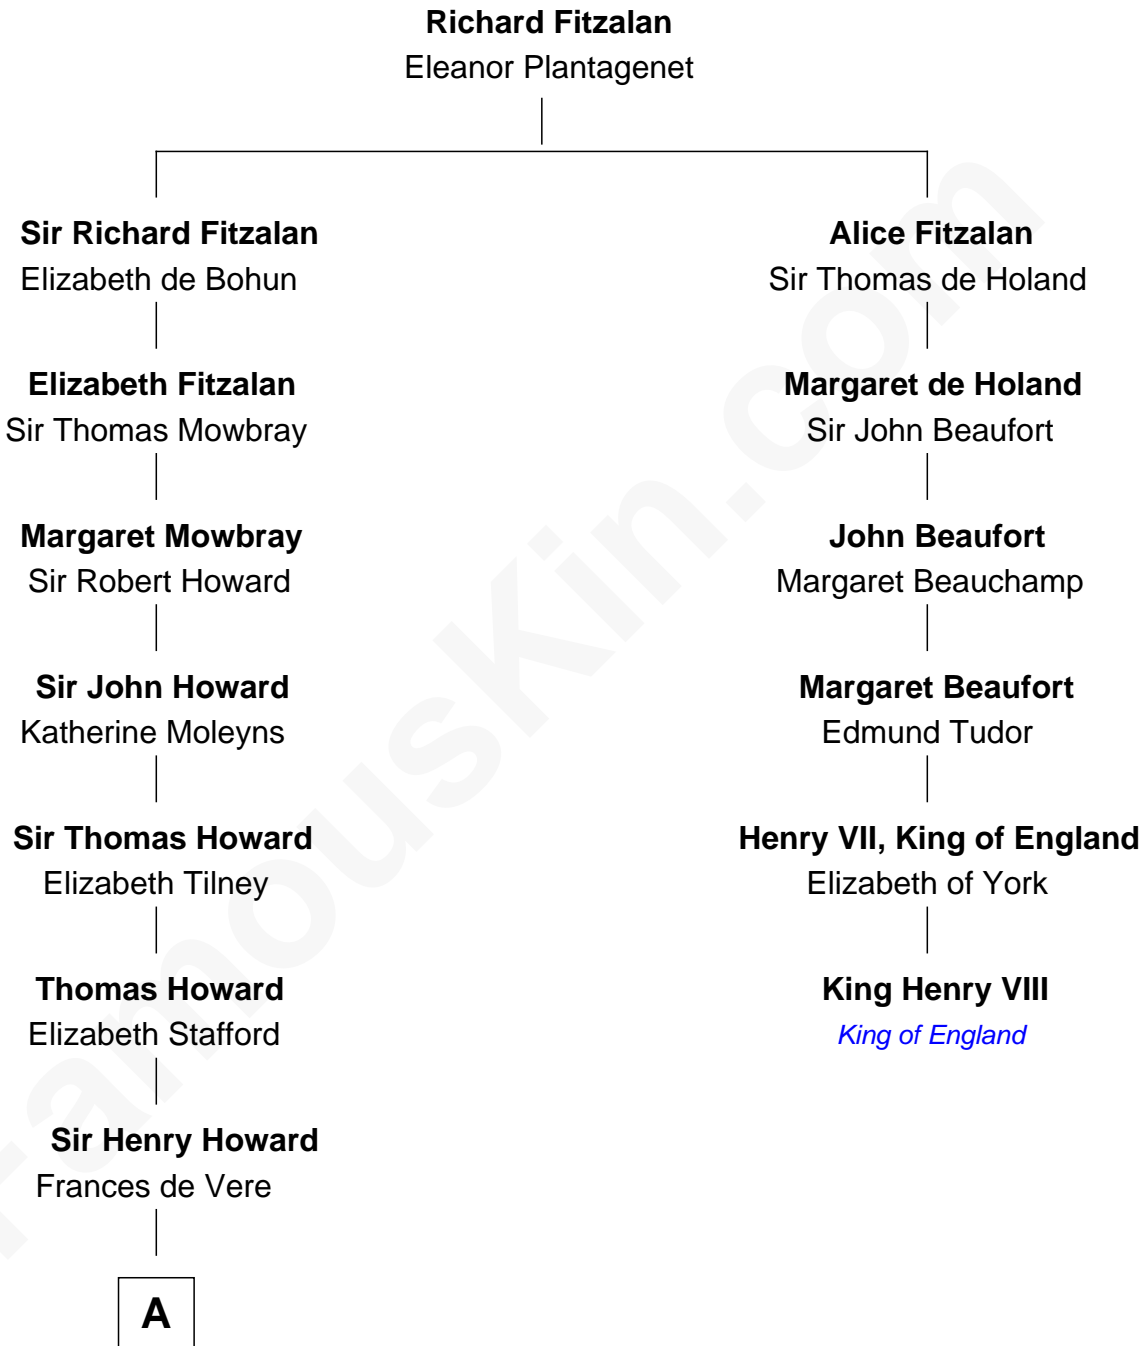 Richard Fitzalan
Eleanor Plantagenet
Sir Richard Fitzalan
Elizabeth de Bohun
Elizabeth Fitzalan
Sir Thomas Mowbray
Margaret Mowbray
Sir Robert Howard
Sir John Howard
Katherine Moleyns
Sir Thomas Howard
Elizabeth Tilney
Thomas Howard
Elizabeth Stafford
Sir Henry Howard
Frances de Vere
A
Alice Fitzalan
Sir Thomas de Holand
Margaret de Holand
Sir John Beaufort
John Beaufort
Margaret Beauchamp
Margaret Beaufort
Edmund Tudor
Henry VII, King of England
Elizabeth of York
King Henry VIII
King of England
FamousKin.com